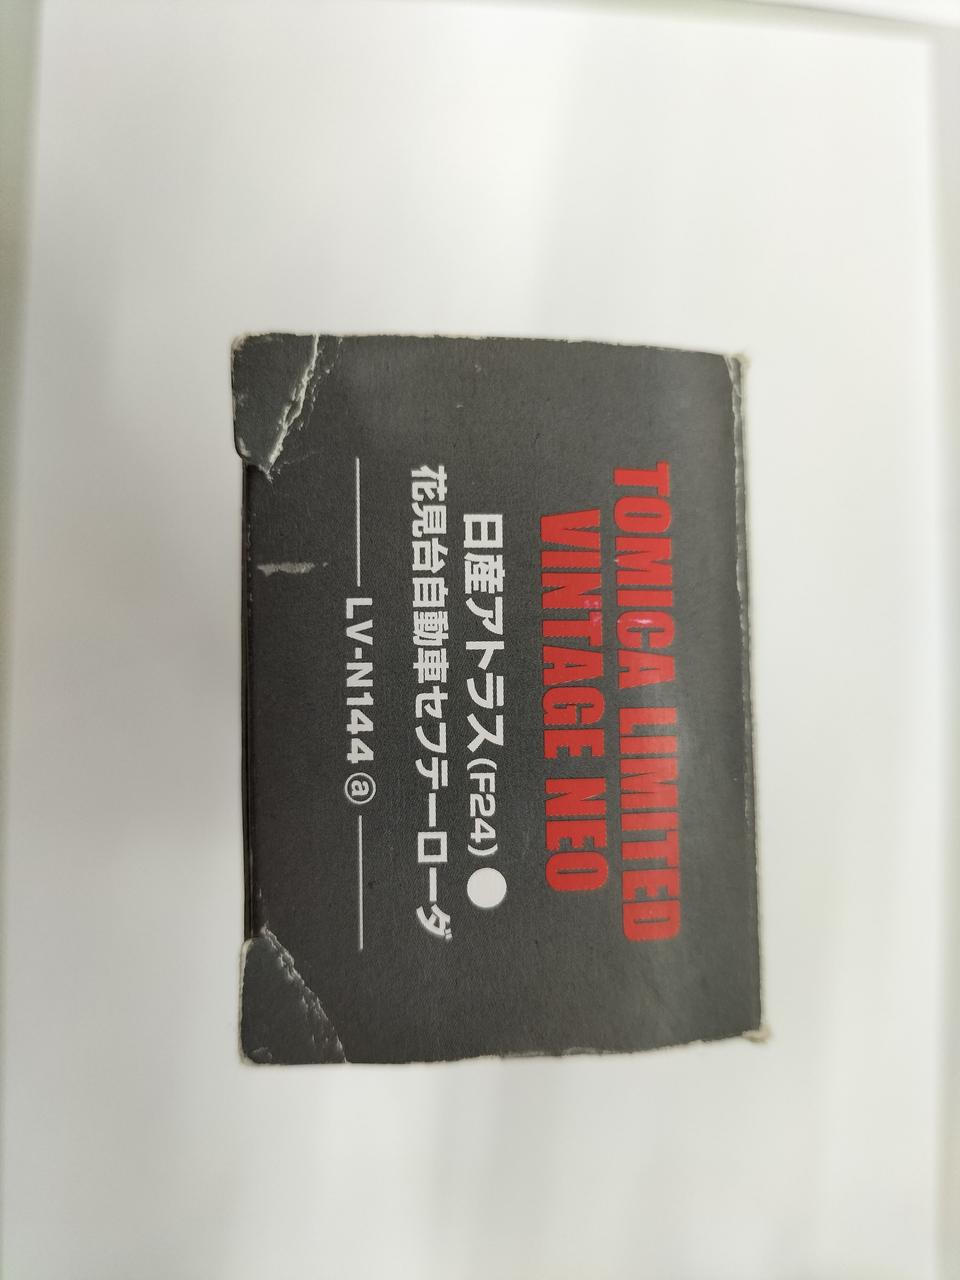 TOMICA LIMITED
VINTAGE NEO
日産アトラス(F24)●
花見台自動車セフテーローダ
LV-N144ⓐ